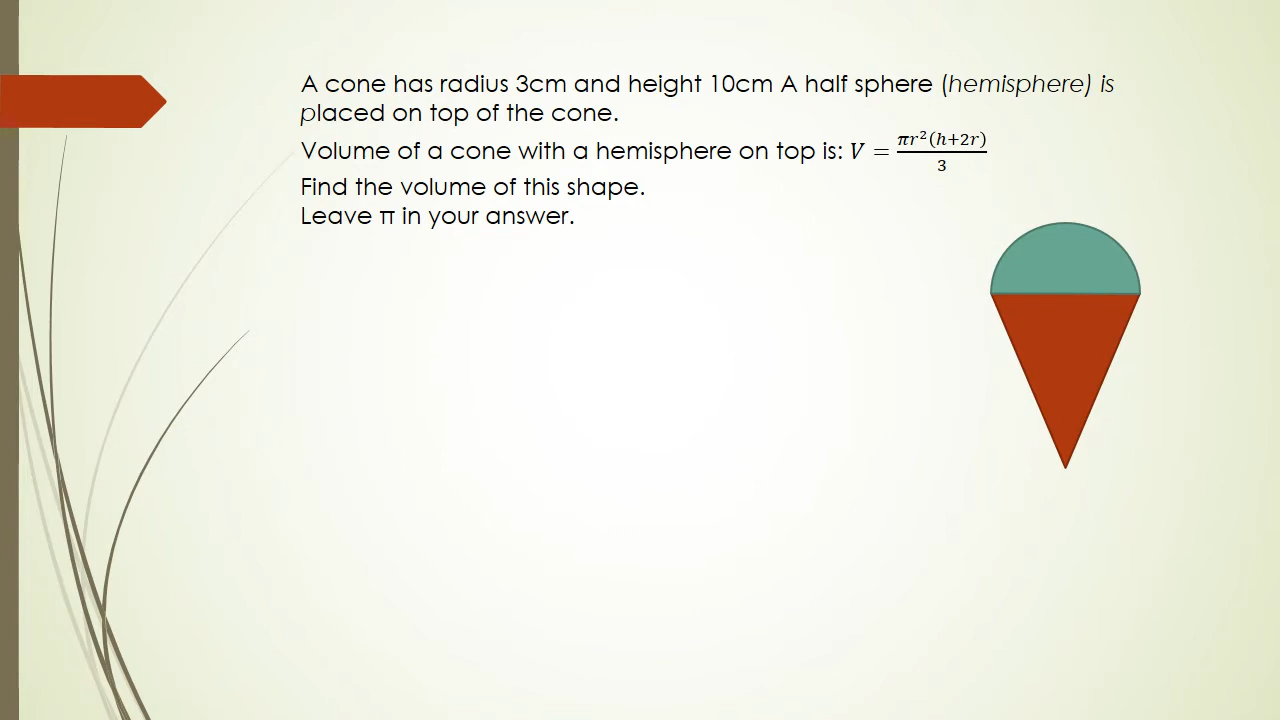 A cone has radius 3cm and height 10cm A half sphere (hemisphere) is
placed on top of the cone.
Volume of a cone with a hemisphere on top is: V = πr²(h+2r)/3
Find the volume of this shape.
Leave π in your answer.